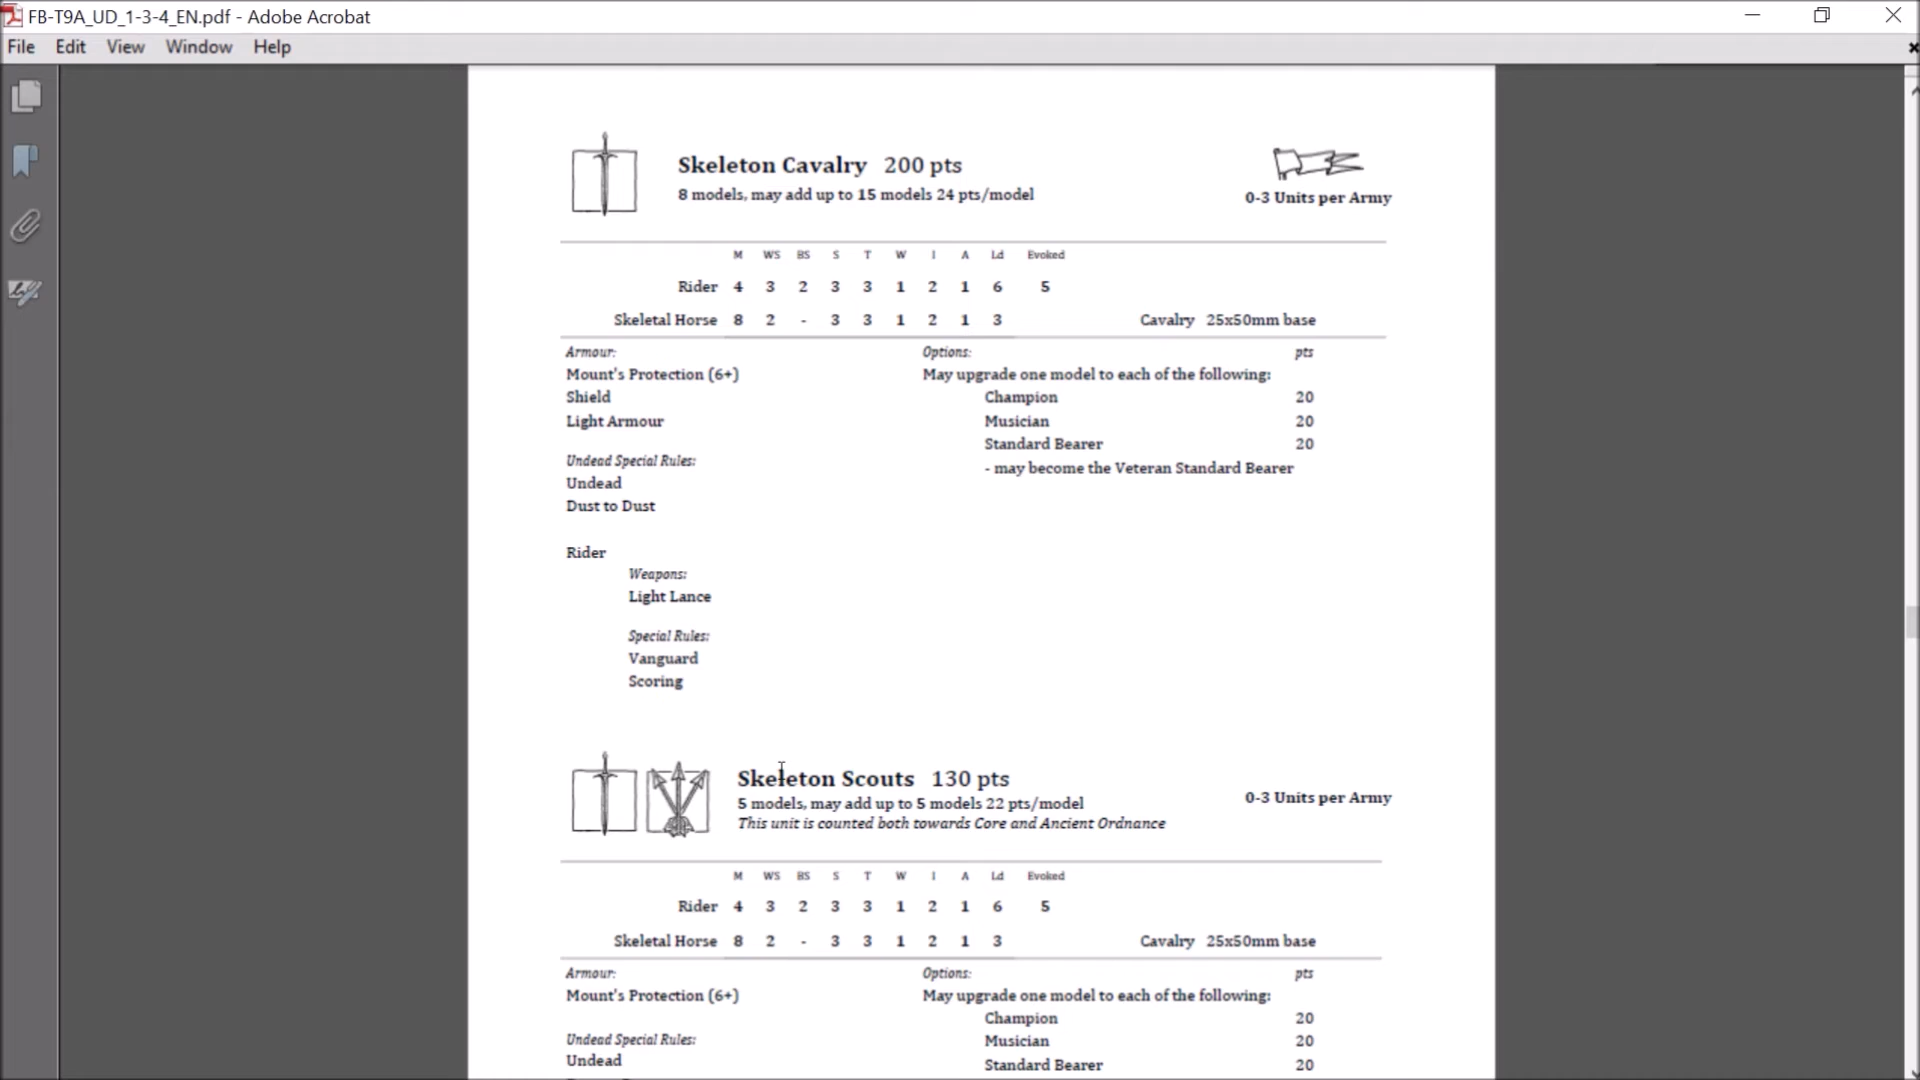 FB-T9A_UD_1-3-4_EN.pdf - Adobe Acrobat
File Edit View Window Help
Skeleton Cavalry 200 pts
8 models, may add up to 15 models 24 pts/model
0-3 Units per Army
M WS BS S T W I A Ld Evoked
Rider 4 3 2 3 3 1 2 1 6 5
Skeletal Horse 8 2 - 3 3 1 2 1 3 Cavalry 25x50mm base
Armour:
Mount's Protection (6+)
Shield
Light Armour
Undead Special Rules:
Undead
Dust to Dust
Rider
Weapons:
Light Lance
Special Rules:
Vanguard
Scoring
Options: pts
May upgrade one model to each of the following:
Champion 20
Musician 20
Standard Bearer 20
- may become the Veteran Standard Bearer
Skeleton Scouts 130 pts
5 models, may add up to 5 models 22 pts/model
This unit is counted both towards Core and Ancient Ordnance
0-3 Units per Army
M WS BS S T W I A Ld Evoked
Rider 4 3 2 3 3 1 2 1 6 5
Skeletal Horse 8 2 - 3 3 1 2 1 3 Cavalry 25x50mm base
Armour:
Mount's Protection (6+)
Undead Special Rules:
Undead
Options: pts
May upgrade one model to each of the following:
Champion 20
Musician 20
Standard Bearer 20